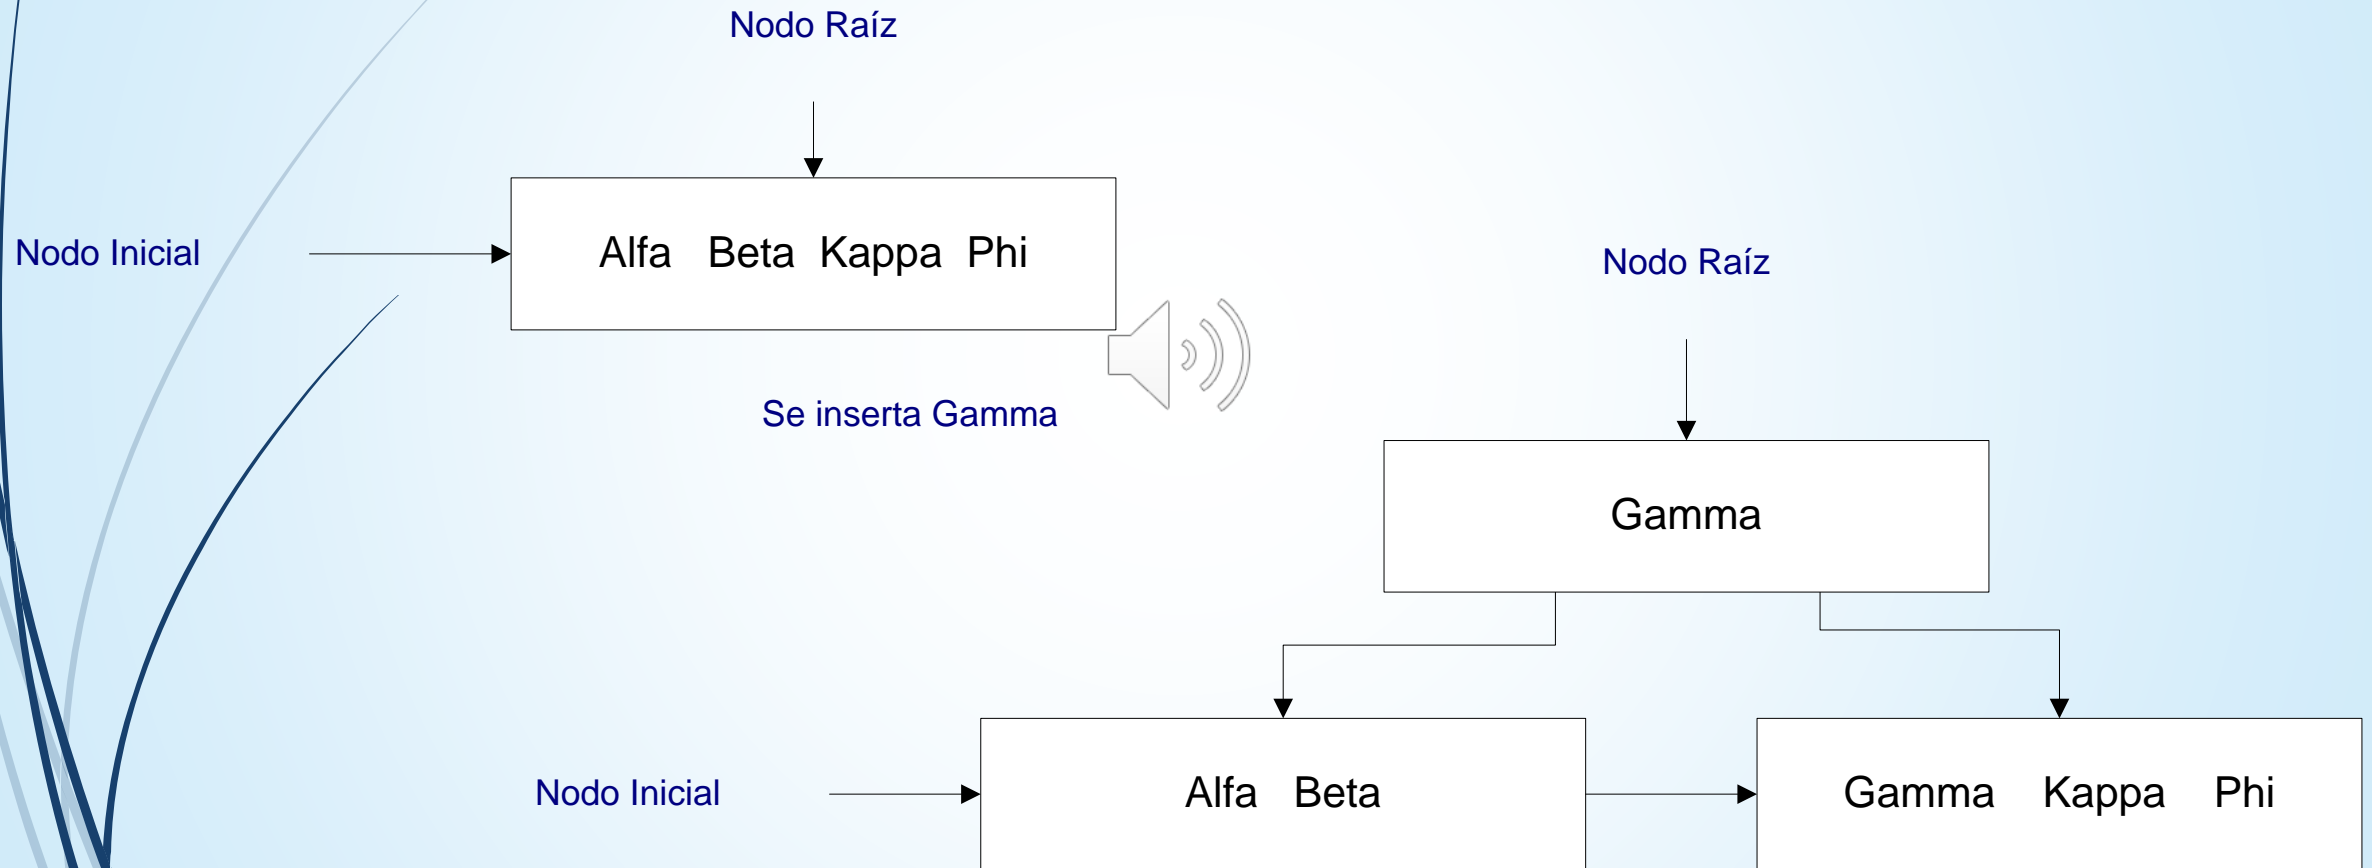 Nodo Raíz
Nodo Inicial
Alfa Beta Kappa Phi
Se inserta Gamma
Nodo Raíz
Gamma
Nodo Inicial
Alfa Beta
Gamma Kappa Phi